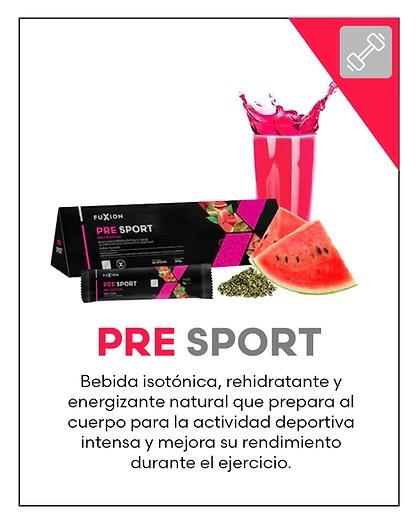 FUXION
PRE SPORT
FUXION
PRE SPORT
PRE SPORT
Bebida isotónica, rehidratante y
energizante natural que prepara al
cuerpo para la actividad deportiva
intensa y mejora su rendimiento
durante el ejercicio.